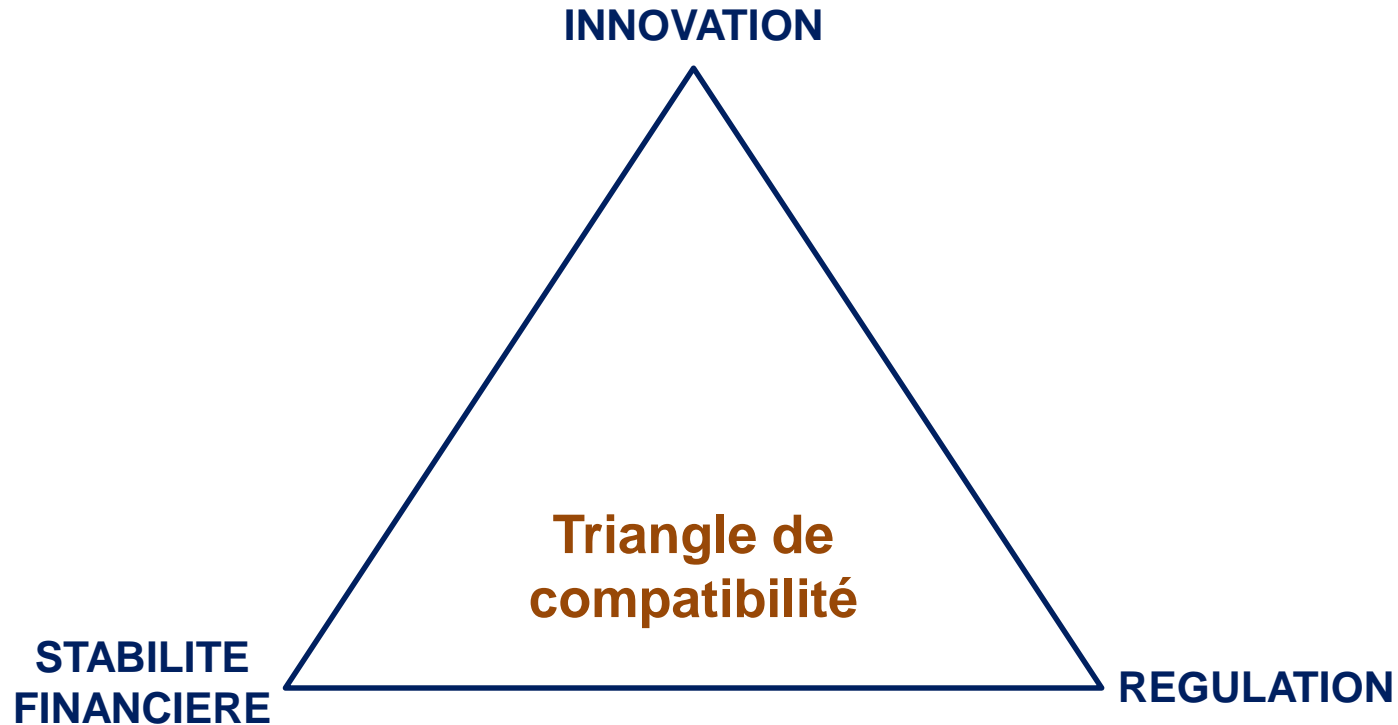 INNOVATION
Triangle de
compatibilité
STABILITE
FINANCIERE
REGULATION